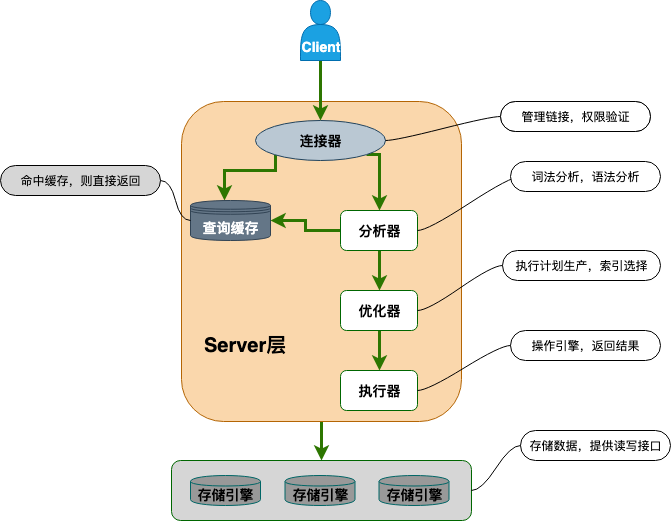 Client
连接器
管理链接，权限验证
命中缓存，则直接返回
词法分析，语法分析
查询缓存
分析器
执行计划生产，索引选择
优化器
Server层
操作引擎，返回结果
执行器
存储数据，提供读写接口
存储引擎
存储引擎
存储引擎